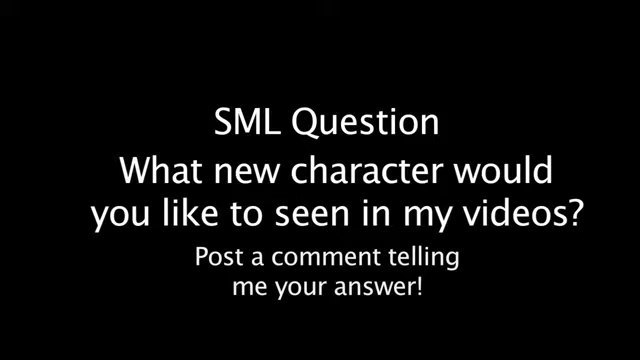 SML Question
What new character would
you like to seen in my videos?
Post a comment telling
me your answer!